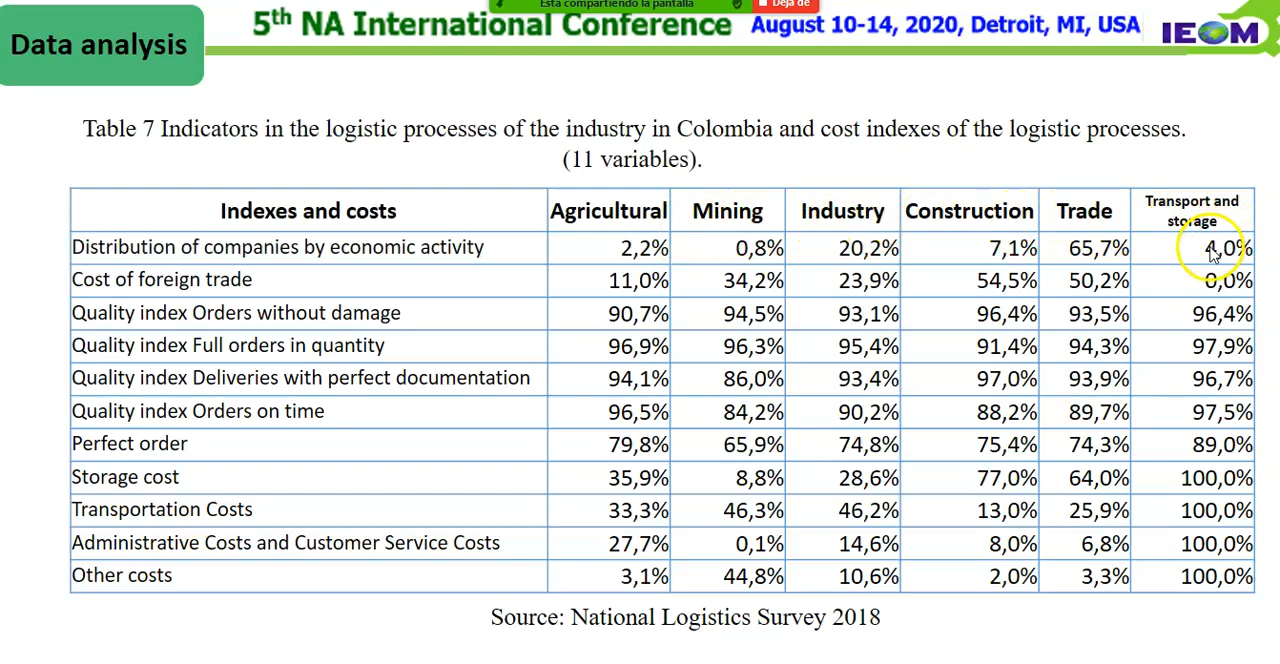 Esta compartiendo la pantalla
Deja de
Data analysis
5th NA International Conference August 10-14, 2020, Detroit, MI, USA IEOM
Table 7 Indicators in the logistic processes of the industry in Colombia and cost indexes of the logistic processes.
(11 variables).
Indexes and costs Agricultural Mining Industry Construction Trade Transport and storage
Distribution of companies by economic activity 2,2% 0,8% 20,2% 7,1% 65,7% 4,0%
Cost of foreign trade 11,0% 34,2% 23,9% 54,5% 50,2% 0,0%
Quality index Orders without damage 90,7% 94,5% 93,1% 96,4% 93,5% 96,4%
Quality index Full orders in quantity 96,9% 96,3% 95,4% 91,4% 94,3% 97,9%
Quality index Deliveries with perfect documentation 94,1% 86,0% 93,4% 97,0% 93,9% 96,7%
Quality index Orders on time 96,5% 84,2% 90,2% 88,2% 89,7% 97,5%
Perfect order 79,8% 65,9% 74,8% 75,4% 74,3% 89,0%
Storage cost 35,9% 8,8% 28,6% 77,0% 64,0% 100,0%
Transportation Costs 33,3% 46,3% 46,2% 13,0% 25,9% 100,0%
Administrative Costs and Customer Service Costs 27,7% 0,1% 14,6% 8,0% 6,8% 100,0%
Other costs 3,1% 44,8% 10,6% 2,0% 3,3% 100,0%
Source: National Logistics Survey 2018